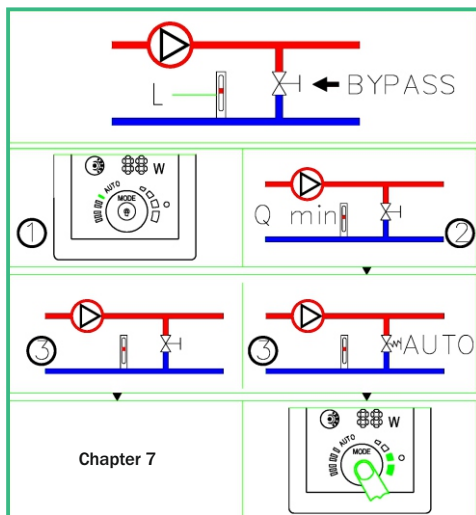 L
BYPASS
W
AUTO
MODE
1
Q min
2
3
3
AUTO
Chapter 7
W
AUTO
MODE